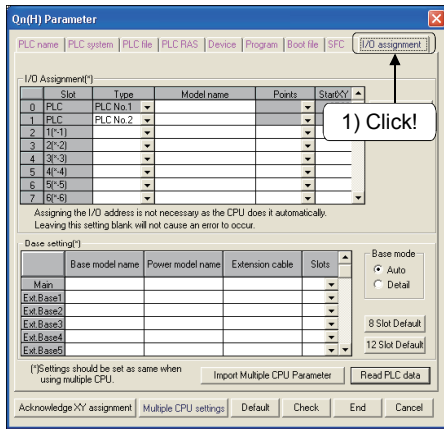 Qn(H) Parameter
PLC name PLC system PLC file PLC RAS Device Program Boot file SFC I/O assignment
I/O Assignment(*)
Slot Type Model name Points StartXY
0 PLC PLC No.1
1 PLC PLC No.2
1) Click!
2 1(*-1)
3 2(*-2)
4 3(*-3)
5 4(*-4)
6 5(*-5)
7 6(*-6)
Assigning the I/O address is not necessary as the CPU does it automatically.
Leaving this setting blank will not cause an error to occur.
Base setting(*)
Base model name Power model name Extension cable Slots
Base mode
Auto
Detail
Main
Ext.Base1
Ext.Base2
Ext.Base3
Ext.Base4
Ext.Base5
8 Slot Default
12 Slot Default
(*)Settings should be set as same when
using multiple CPU.
Import Multiple CPU Parameter Read PLC data
Acknowledge XY assignment Multiple CPU settings Default Check End Cancel